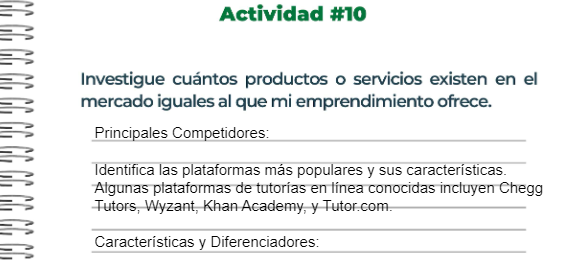 Actividad #10
Investigue cuántos productos o servicios existen en el
mercado iguales al que mi emprendimiento ofrece.
Principales Competidores:
Identifica las plataformas más populares y sus características.
Algunas plataformas de tutorías en línea conocidas incluyen Chegg
Tutors, Wyzant, Khan Academy, y Tutor.com.
Características y Diferenciadores: